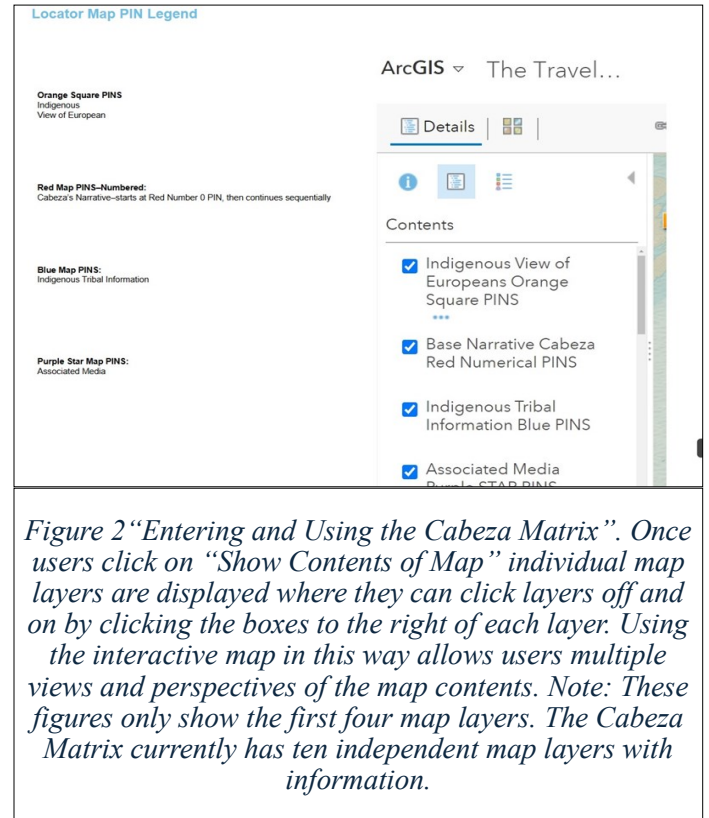 Locator Map PIN Legend
Orange Square PINS
Indigenous
View of European
Red Map PINS–Numbered:
Cabeza's Narrative–starts at Red Number 0 PIN, then continues sequentially
Blue Map PINS:
Indigenous Tribal Information
Purple Star Map PINS:
Associated Media
ArcGIS The Travel...
Details
Contents
Indigenous View of
Europeans Orange
Square PINS
Base Narrative Cabeza
Red Numerical PINS
Indigenous Tribal
Information Blue PINS
Associated Media
Purple STAR PINS
Figure 2“Entering and Using the Cabeza Matrix”. Once
users click on “Show Contents of Map” individual map
layers are displayed where they can click layers off and
on by clicking the boxes to the right of each layer. Using
the interactive map in this way allows users multiple
views and perspectives of the map contents. Note: These
figures only show the first four map layers. The Cabeza
Matrix currently has ten independent map layers with
information.